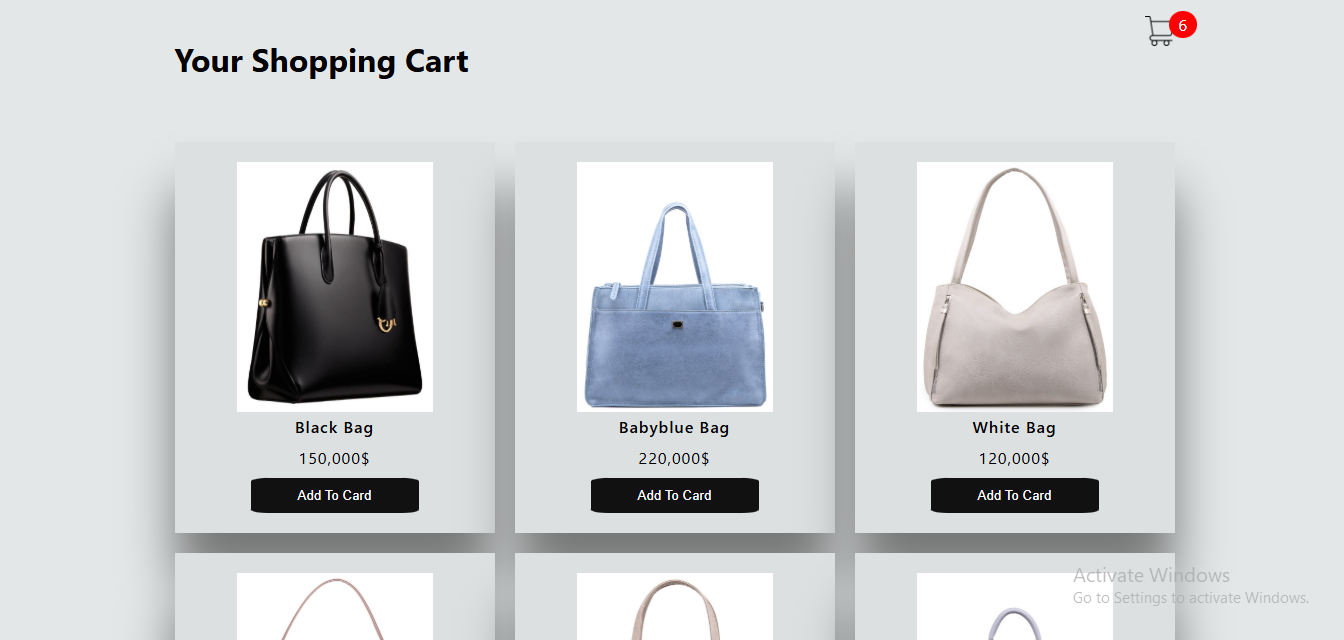 6
Your Shopping Cart
Black Bag
150,000$
Add To Card
Babyblue Bag
220,000$
Add To Card
White Bag
120,000$
Add To Card
Activate Windows
Go to Settings to activate Windows.